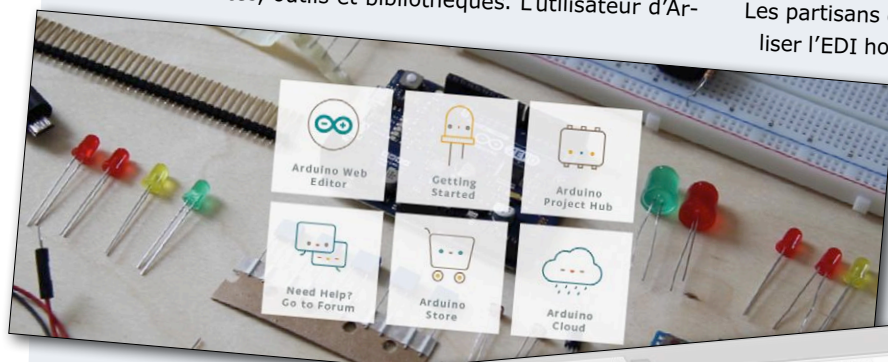 outils et bibliothèques. L'utilisateur d'Ar-
Les partisans
liser l'EDI
Arduino Web
Editor
Getting
Started
Arduino
Project Hub
Need Help?
Go to Forum
Arduino
Store
Arduino
Cloud